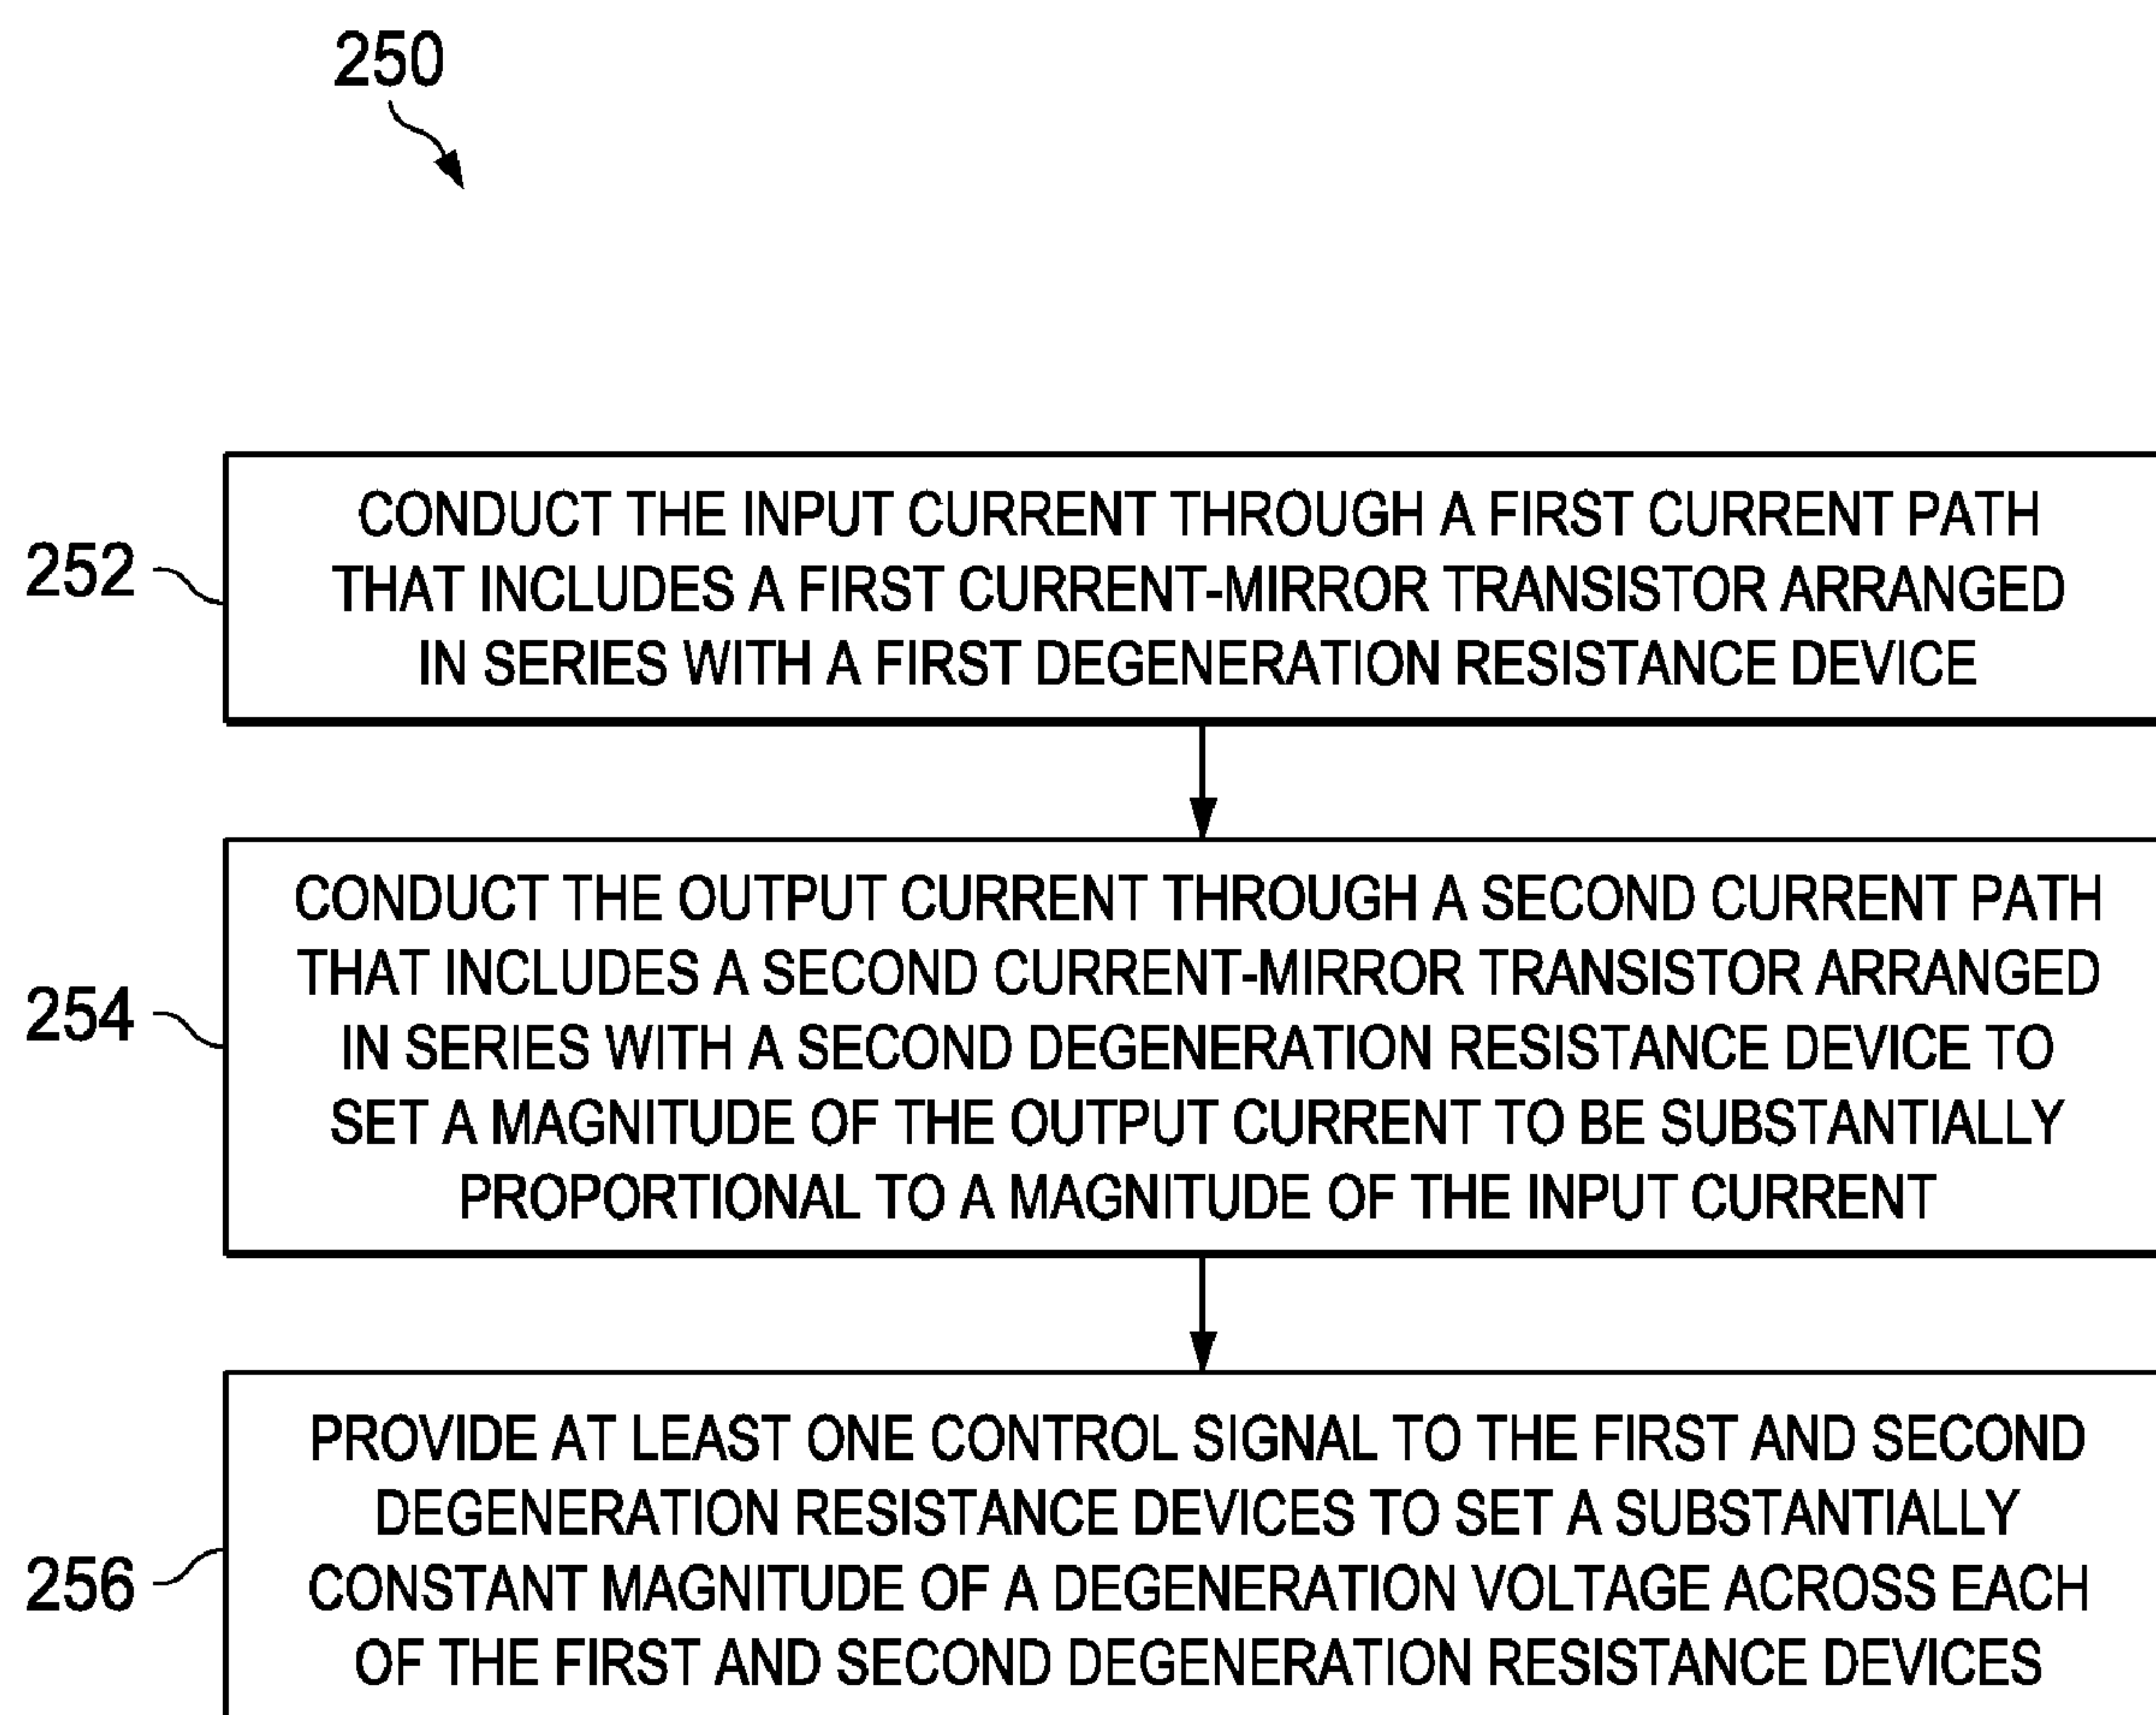 250
252
CONDUCT THE INPUT CURRENT THROUGH A FIRST CURRENT PATH
THAT INCLUDES A FIRST CURRENT-MIRROR TRANSISTOR ARRANGED
IN SERIES WITH A FIRST DEGENERATION RESISTANCE DEVICE
254
CONDUCT THE OUTPUT CURRENT THROUGH A SECOND CURRENT PATH
THAT INCLUDES A SECOND CURRENT-MIRROR TRANSISTOR ARRANGED
IN SERIES WITH A SECOND DEGENERATION RESISTANCE DEVICE TO
SET A MAGNITUDE OF THE OUTPUT CURRENT TO BE SUBSTANTIALLY
PROPORTIONAL TO A MAGNITUDE OF THE INPUT CURRENT
256
PROVIDE AT LEAST ONE CONTROL SIGNAL TO THE FIRST AND SECOND
DEGENERATION RESISTANCE DEVICES TO SET A SUBSTANTIALLY
CONSTANT MAGNITUDE OF A DEGENERATION VOLTAGE ACROSS EACH
OF THE FIRST AND SECOND DEGENERATION RESISTANCE DEVICES